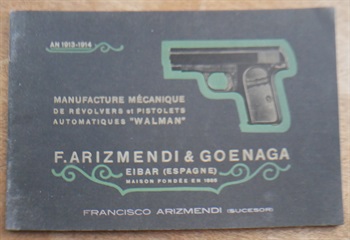 AN 1913-1914
MANUFACTURE MÉCANIQUE
DE REVOLVERS et PISTOLETS
AUTOMATIQUES "WALMAN"
F. ARIZMENDI & GOENAGA
EIBAR (ESPAGNE)
MAISON FONDÉE EN 1886
FRANCISCO ARIZMENDI (SUCESOR)